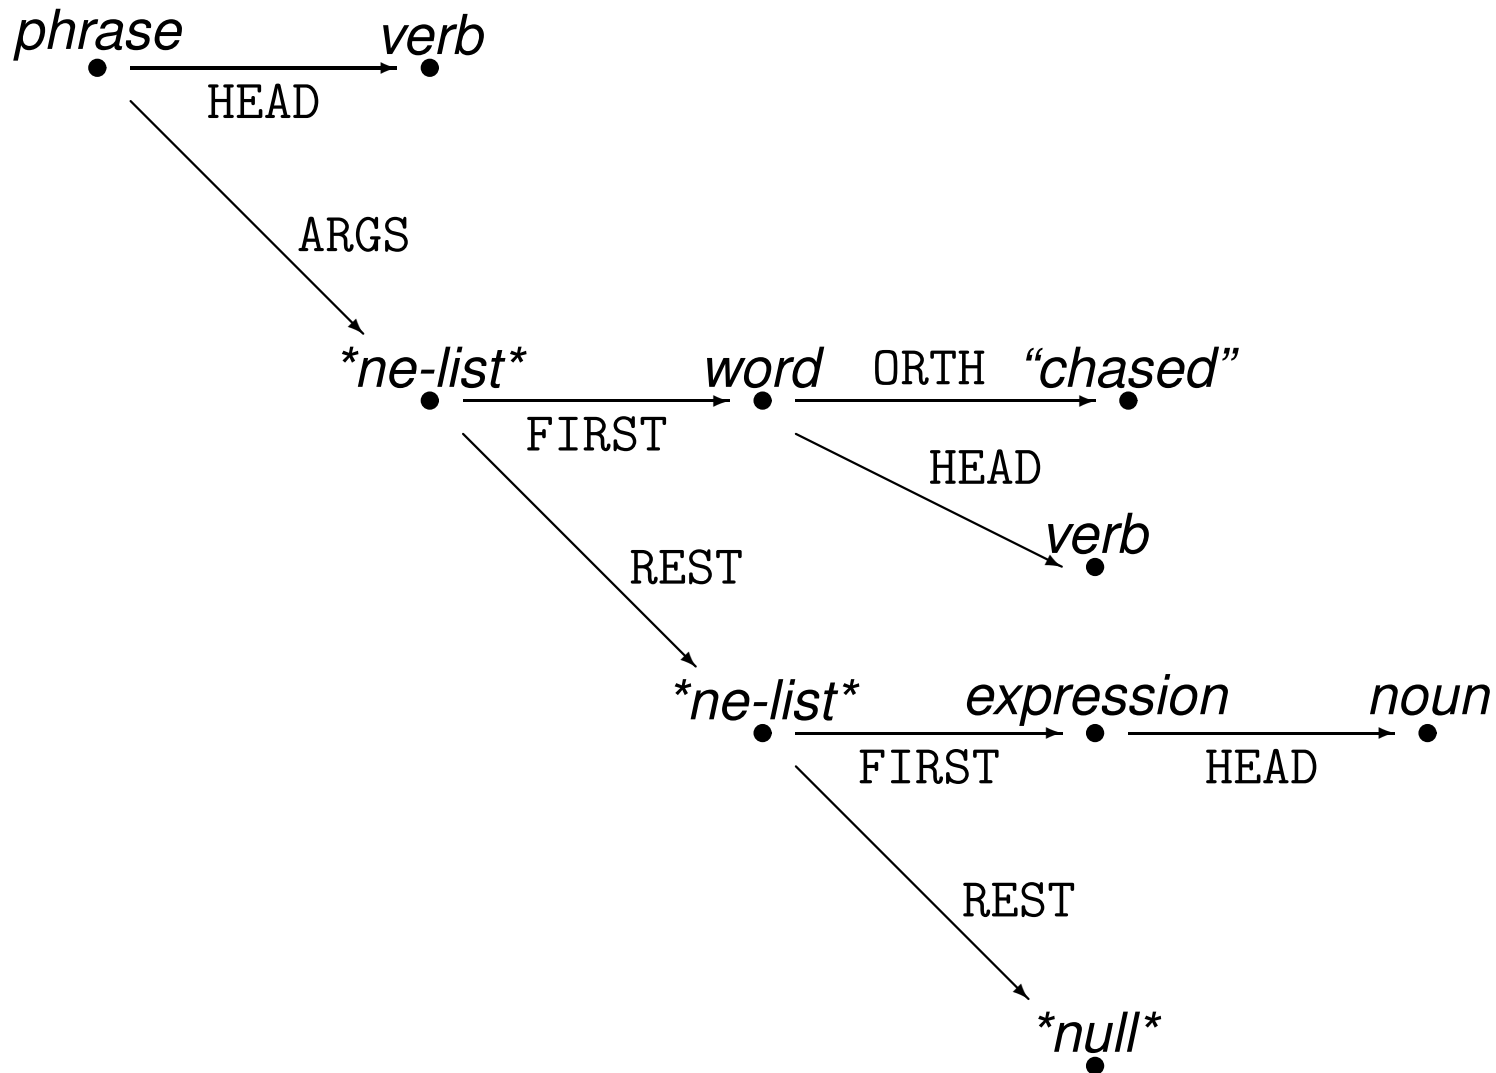 phrase verb
HEAD
ARGS
*ne-list* word ORTH “chased”
FIRST
HEAD
verb
REST
*ne-list* expression noun
FIRST HEAD
REST
*null*